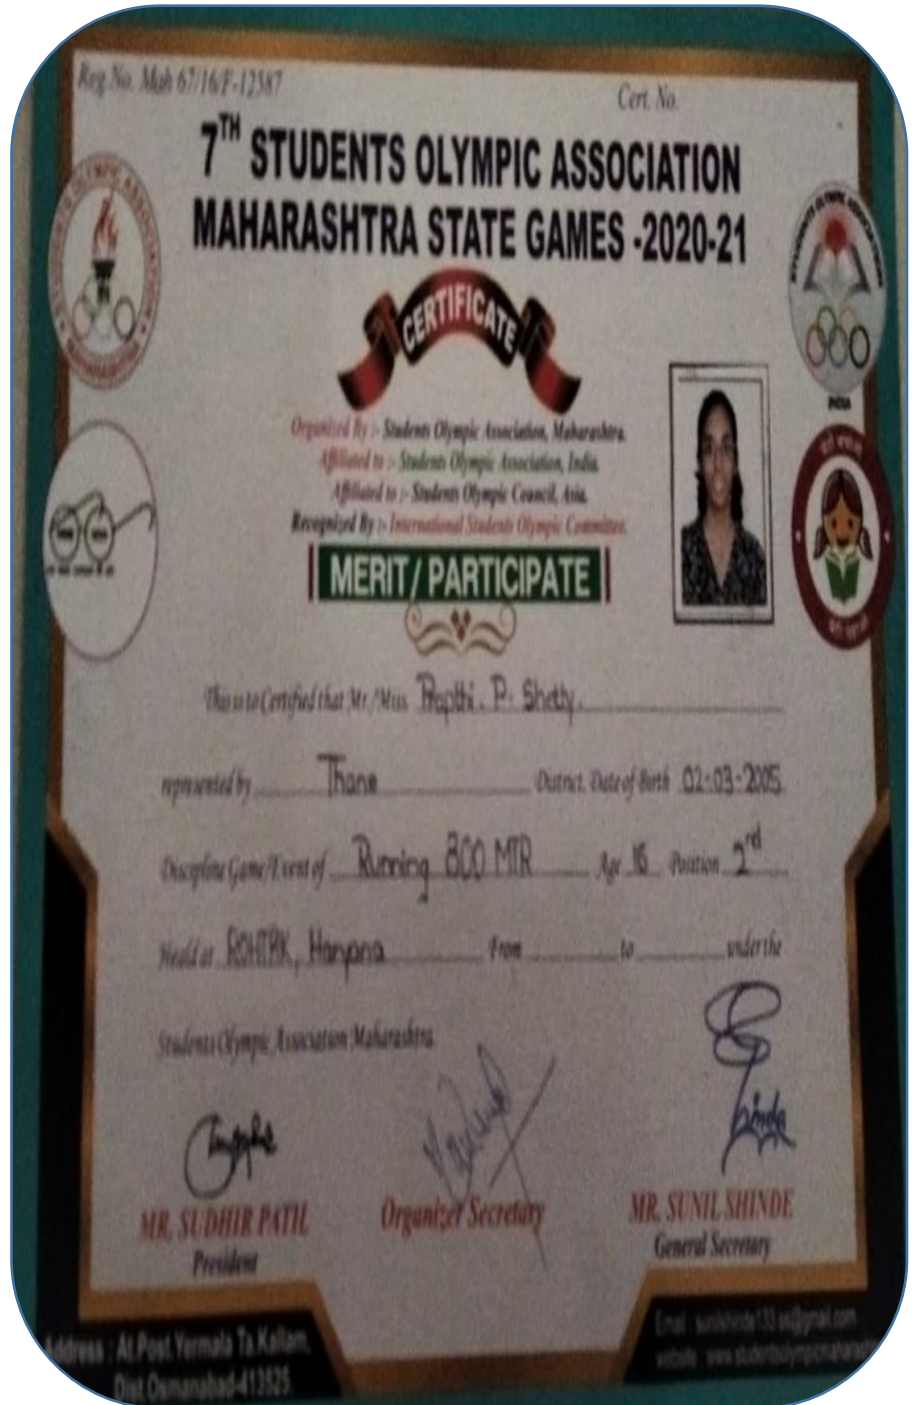 Reg.No. Mah 67/16/F-12587
Cert. No.
7TH STUDENTS OLYMPIC ASSOCIATION
MAHARASHTRA STATE GAMES -2020-21
CERTIFICATE
Organized By :- Students Olympic Association, Maharashtra.
Affiliated to :- Students Olympic Association, India.
Affiliated to :- Students Olympic Council, Asia.
Recognized By :- International Students Olympic Committee.
INDIA
MERIT/ PARTICIPATE
This is to Certified that Mr./Miss P. Shetty.
represented by Thane District. Date of Birth 02-03-2005
Discipline Game/Event of Running 800 MTR Age 16 Position 2nd
Heald at ROHTAK, Haryana From to under the
Students Olympic Association Maharashtra
MR. SUDHIR PATIL
President
Organizer Secretary
MR. SUNIL SHINDE
General Secretary
Address : At.Post.Yermala Ta.Kallam,
Dist.Osmanabad-413525.
Email :
website :